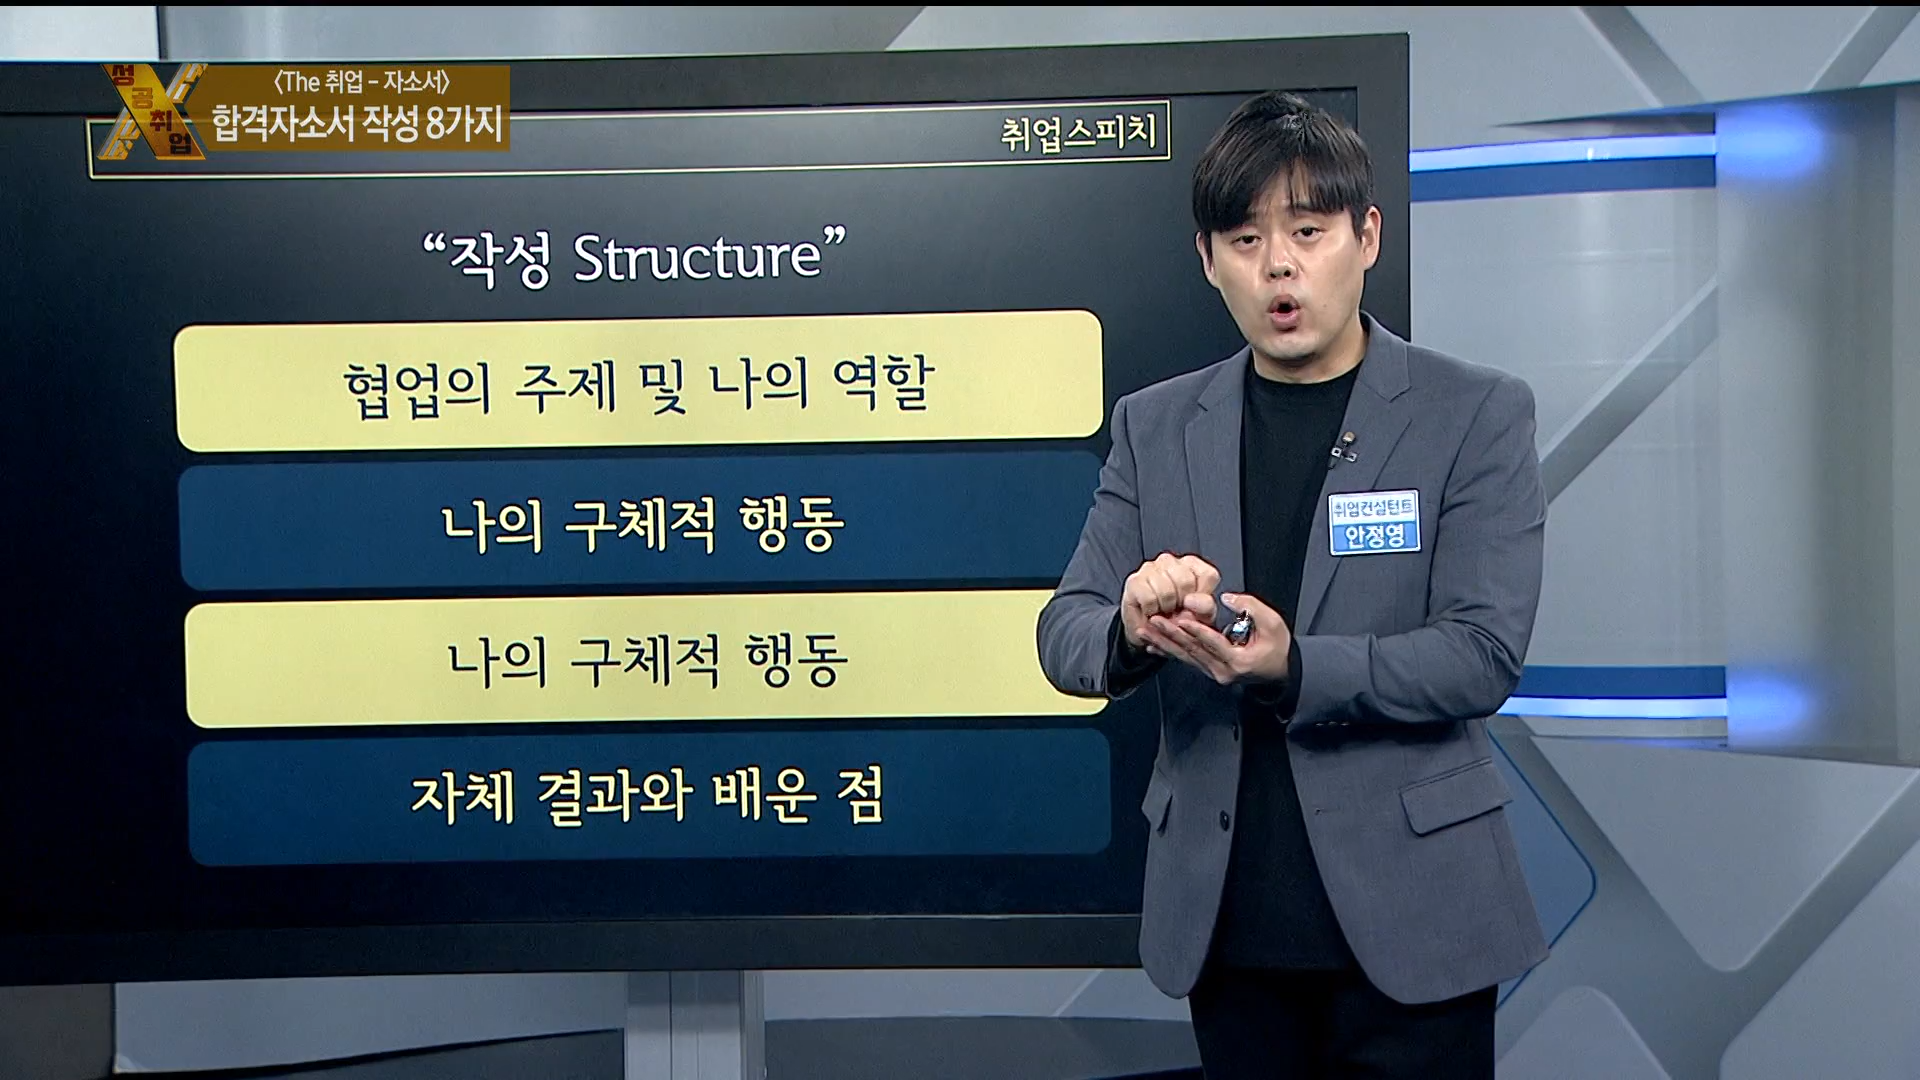 성공취업
<The 취업 – 자소서>
합격자소서 작성 8가지
취업스피치
“작성 Structure”
협업의 주제 및 나의 역할
나의 구체적 행동
나의 구체적 행동
자체 결과와 배운 점
취업컨설턴트
안정영